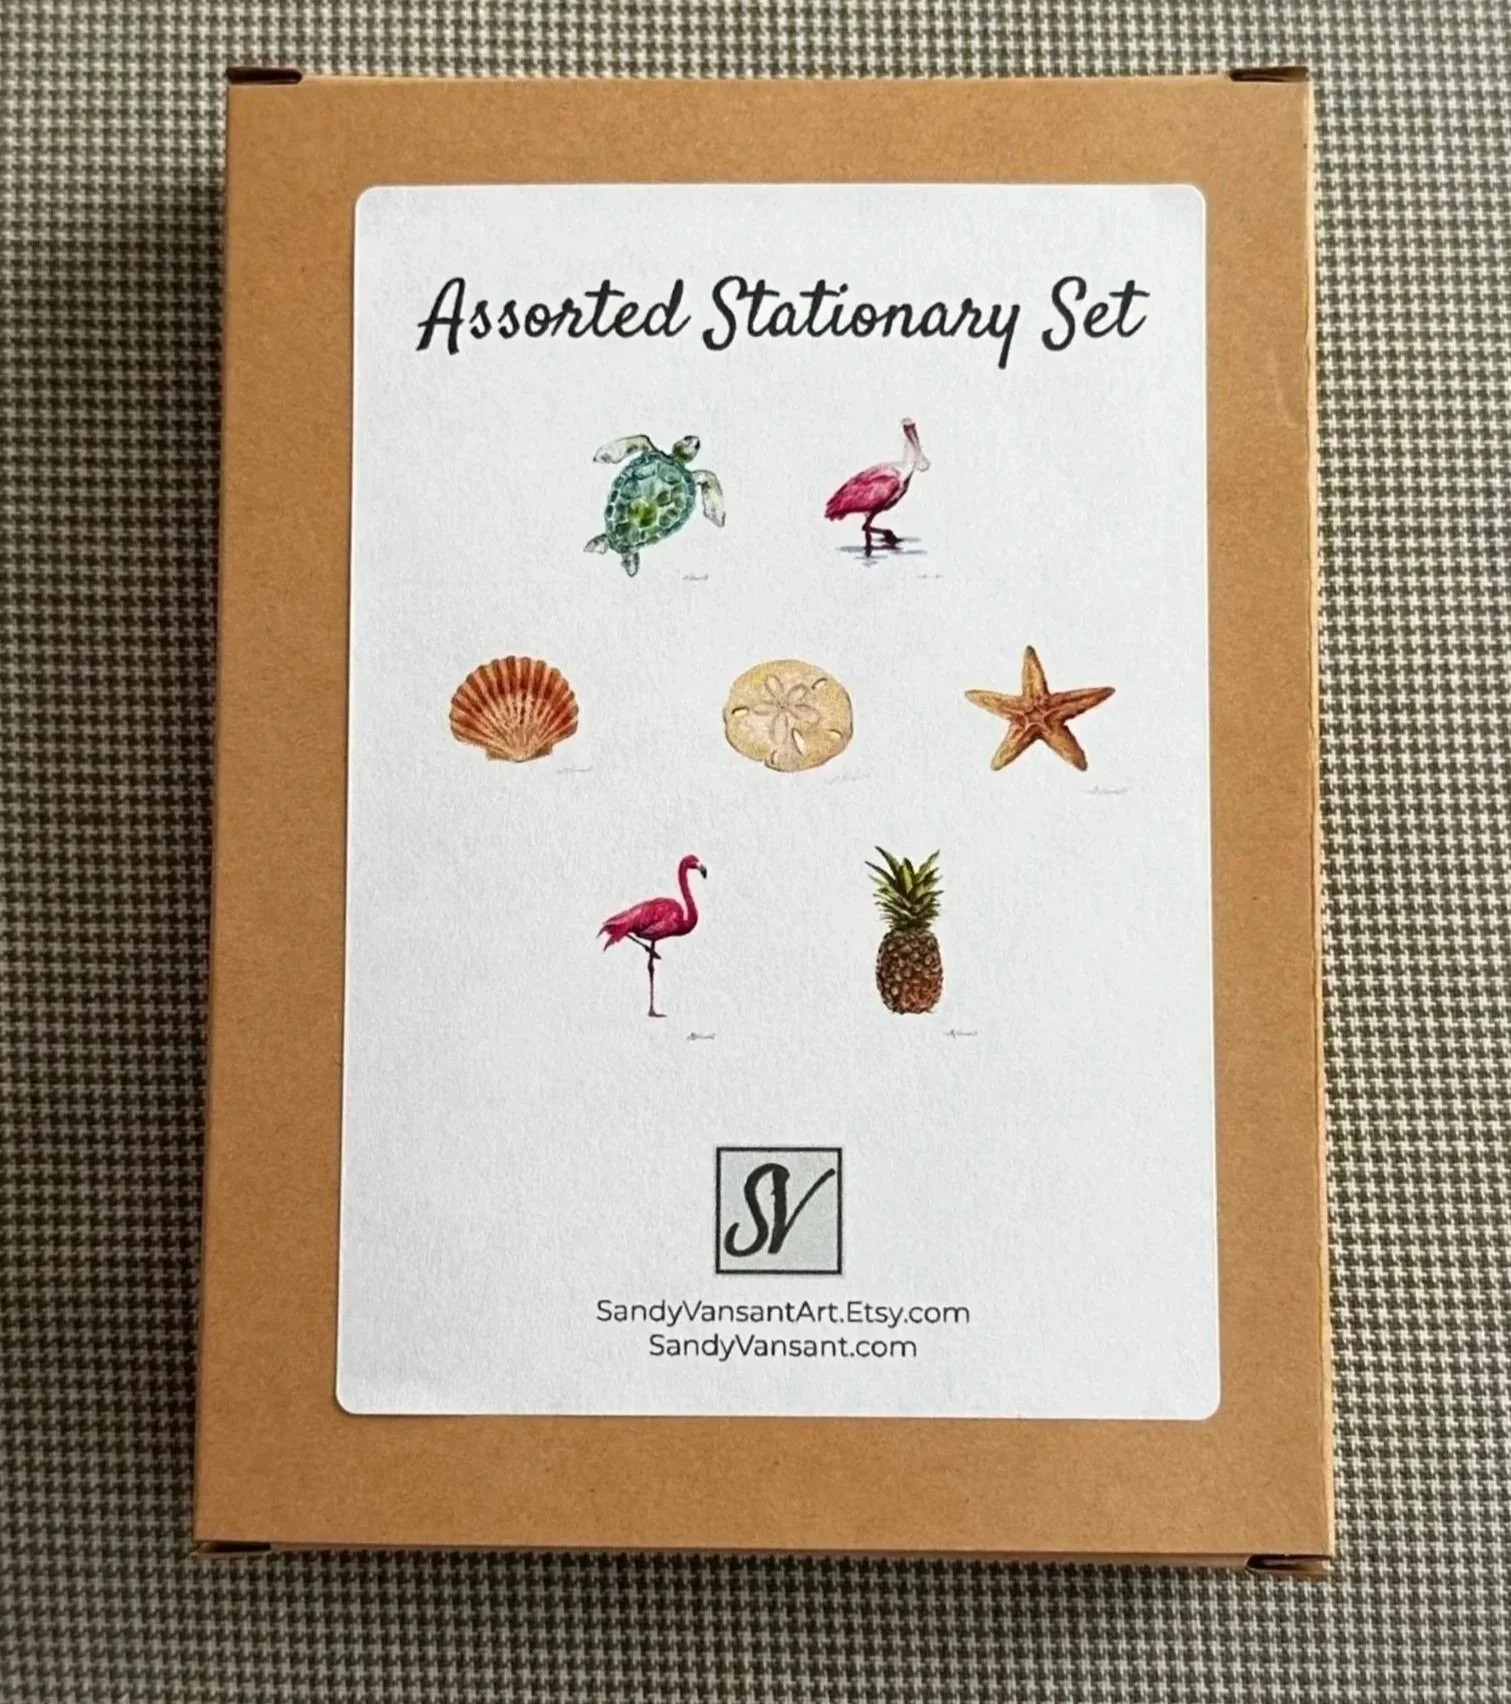 Assorted Stationary Set
SV
SandyVansantArt.Etsy.com
SandyVansant.com